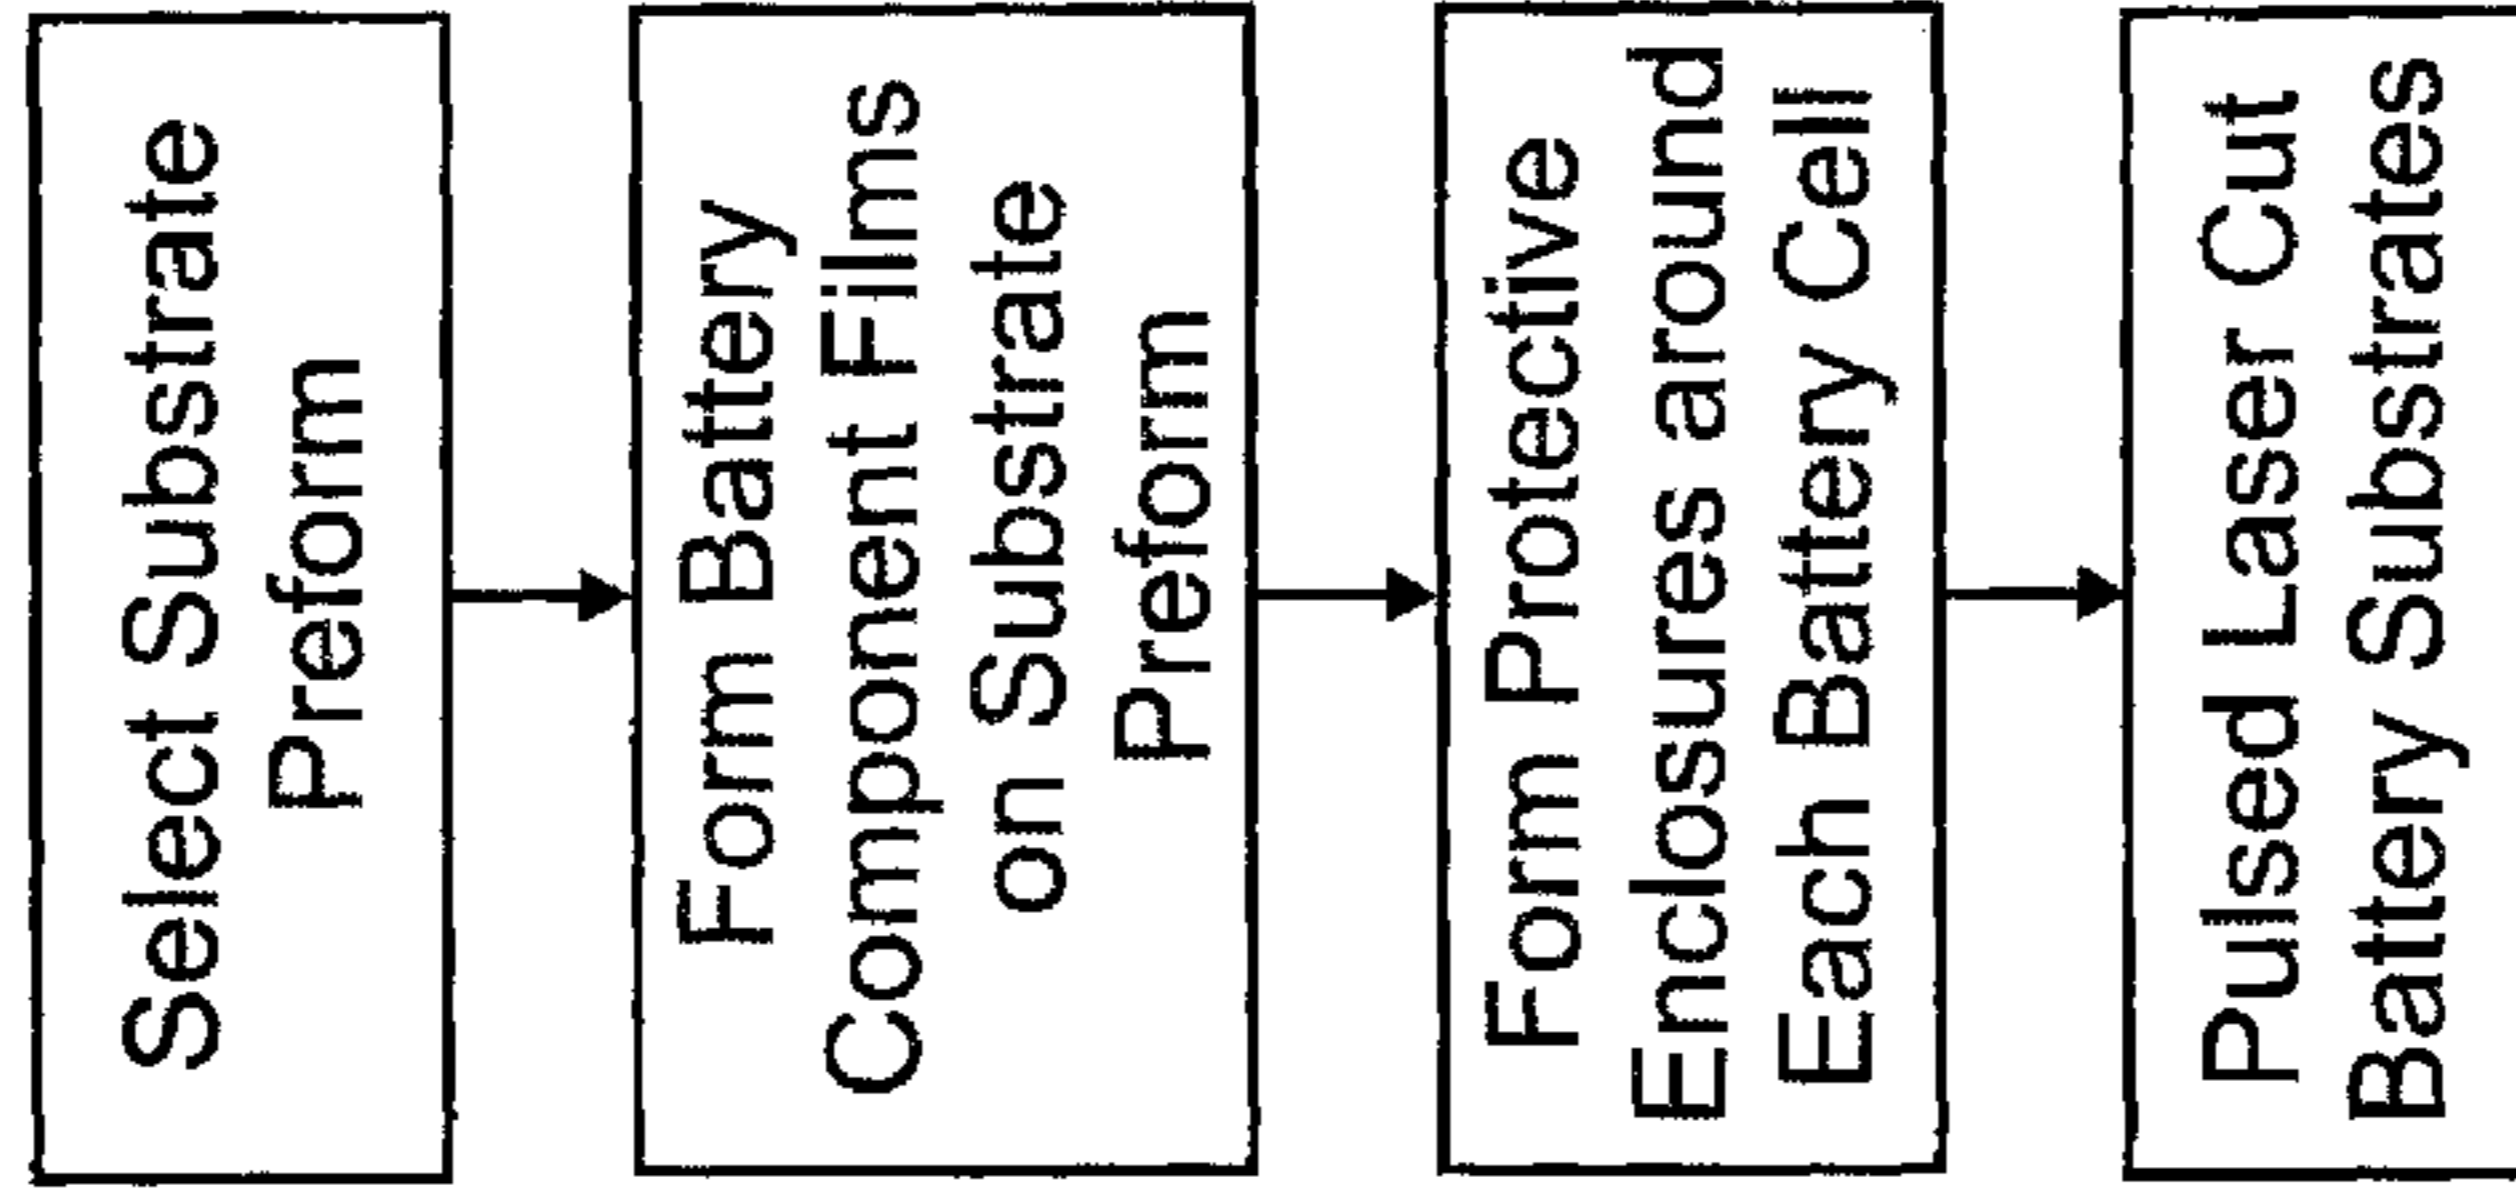 Select Substrate
Preform
Form Battery
Component Films
on Substrate
Preform
Form Protective
Enclosures around
Each Battery Cell
Pulsed Laser Cut
Battery Substrates